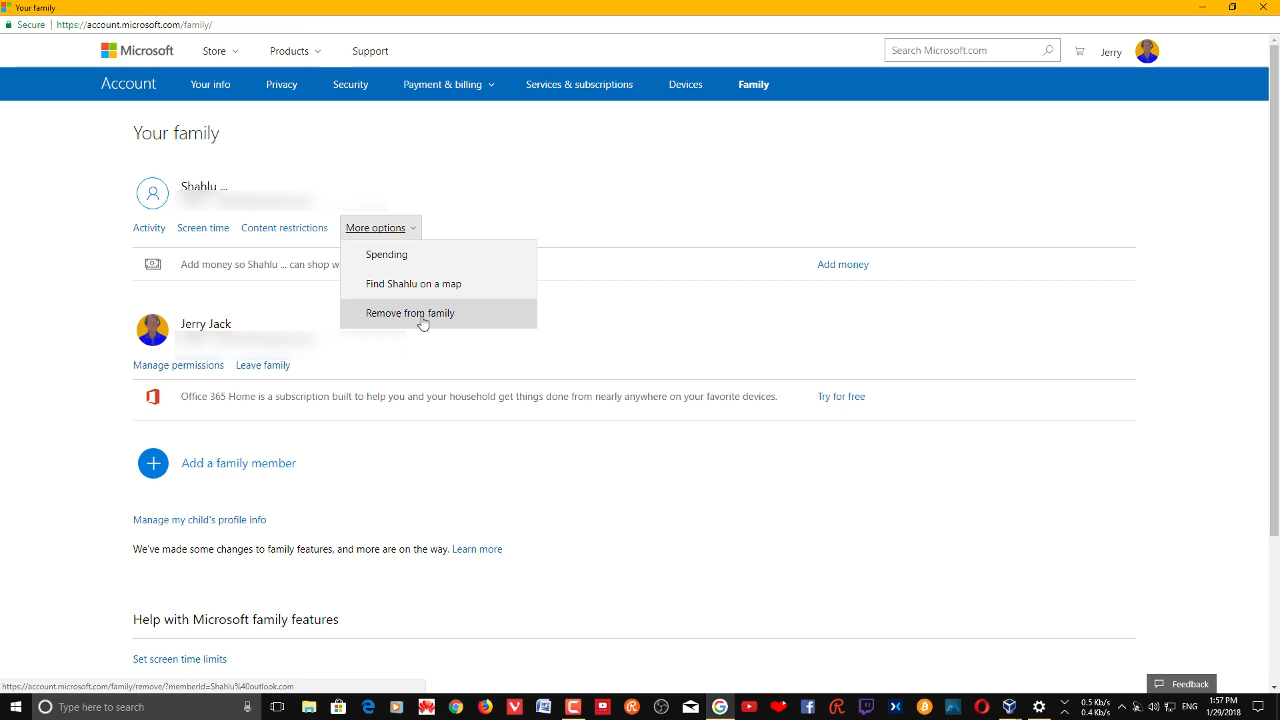 Your family
Secure https://account.microsoft.com/family/
Microsoft Store Products Support Search Microsoft.com Jerry
Account Your info Privacy Security Payment & billing Services & subscriptions Devices Family
Your family
Shahlu ...
Activity Screen time Content restrictions More options
Spending
Add money so Shahlu ... can shop w Add money
Find Shahlu on a map
Remove from family
Jerry Jack
Manage permissions Leave family
Office 365 Home is a subscription built to help you and your household get things done from nearly anywhere on your favorite devices. Try for free
Add a family member
Manage my child's profile info
We've made some changes to family features, and more are on the way. Learn more
Help with Microsoft family features
Set screen time limits
Feedback
https://account.microsoft.com/family/remove/?memberId=Shahlu%40outlook.com
Type here to search
0.5 Kb/s
0.4 Kb/s
ENG
1:57 PM
1/29/2018